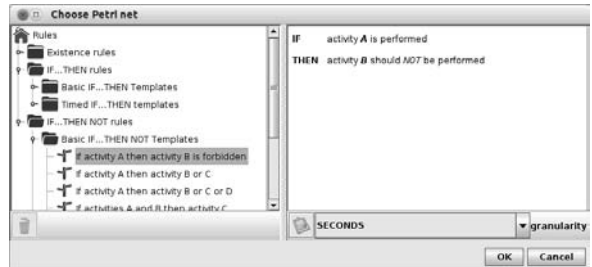 Choose Petri net
Rules
Existence rules
IF...THEN rules
Basic IF...THEN Templates
Timed IF...THEN templates
IF...THEN NOT rules
Basic IF...THEN NOT Templates
If activity A then activity B is forbidden
If activity A then activity B or C
If activity A then activity B or C or D
If activities A and B then activity C
IF activity A is performed
THEN activity B should NOT be performed
SECONDS granularity
OK Cancel